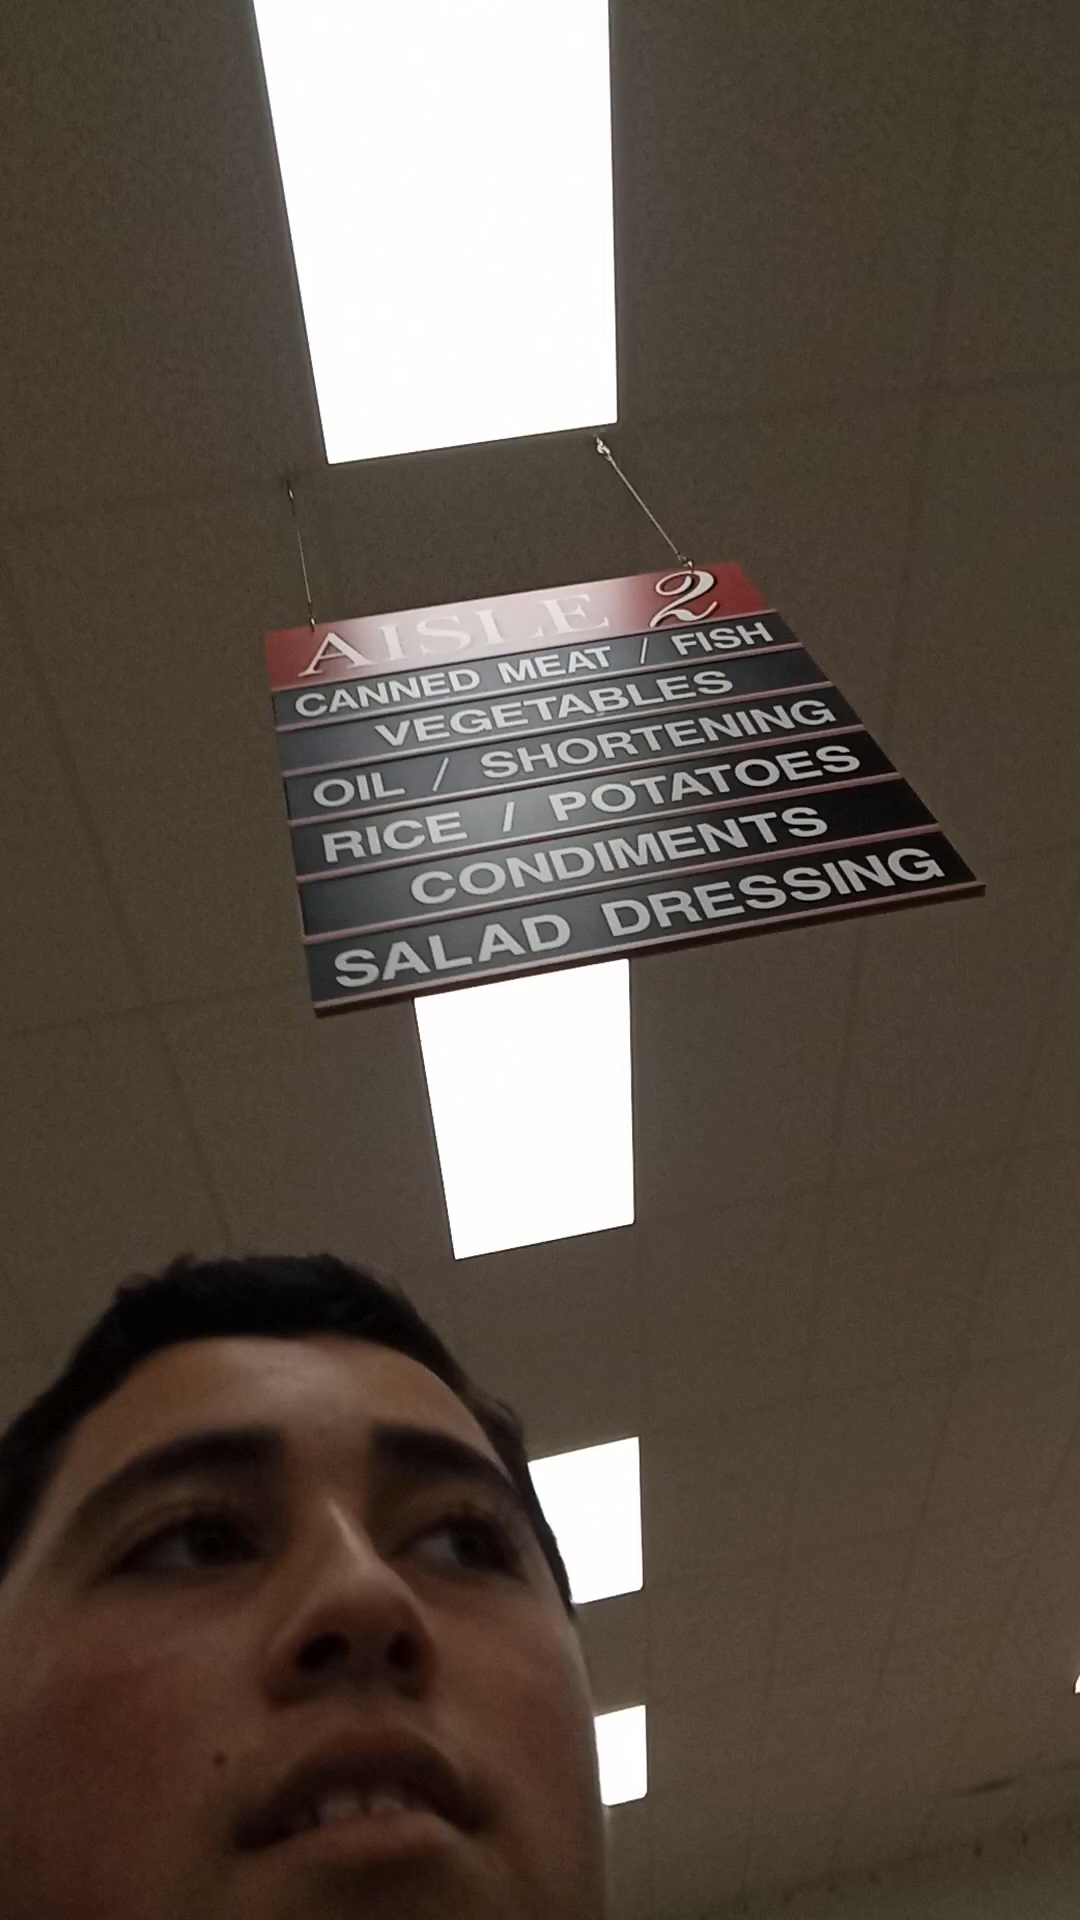 AISLE 2
CANNED MEAT / FISH
VEGETABLES
OIL / SHORTENING
RICE / POTATOES
CONDIMENTS
SALAD DRESSING